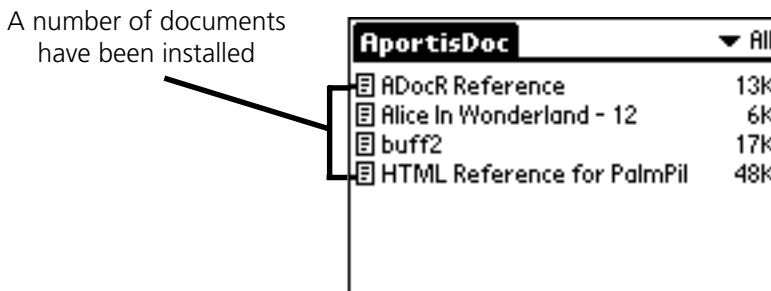 A number of documents
have been installed
AportisDoc All
ADocR Reference 13K
Alice In Wonderland - 12 6K
buff2 17K
HTML Reference for PalmPil 48K